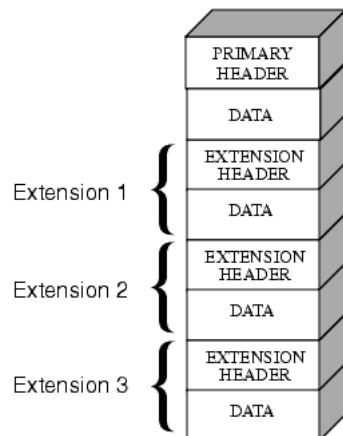 PRIMARY
HEADER
DATA
Extension 1
EXTENSION
HEADER
DATA
Extension 2
EXTENSION
HEADER
DATA
Extension 3
EXTENSION
HEADER
DATA